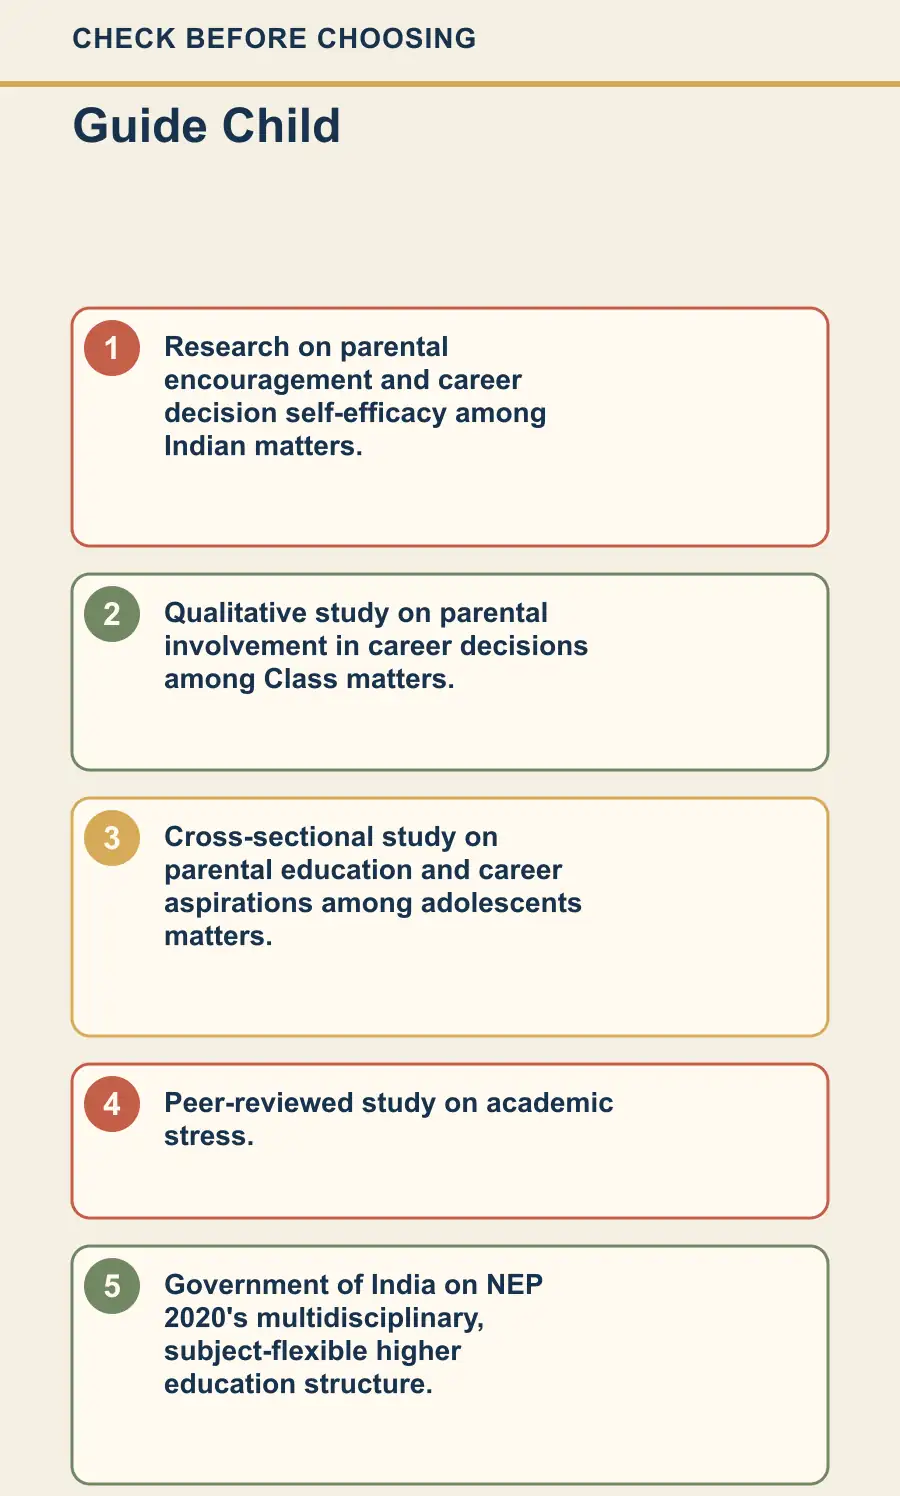 CHECK BEFORE CHOOSING
Guide Child
1
Research on parental
encouragement and career
decision self-efficacy among
Indian matters.
2
Qualitative study on parental
involvement in career decisions
among Class matters.
3
Cross-sectional study on
parental education and career
aspirations among adolescents
matters.
4
Peer-reviewed study on academic
stress.
5
Government of India on NEP
2020's multidisciplinary,
subject-flexible higher
education structure.